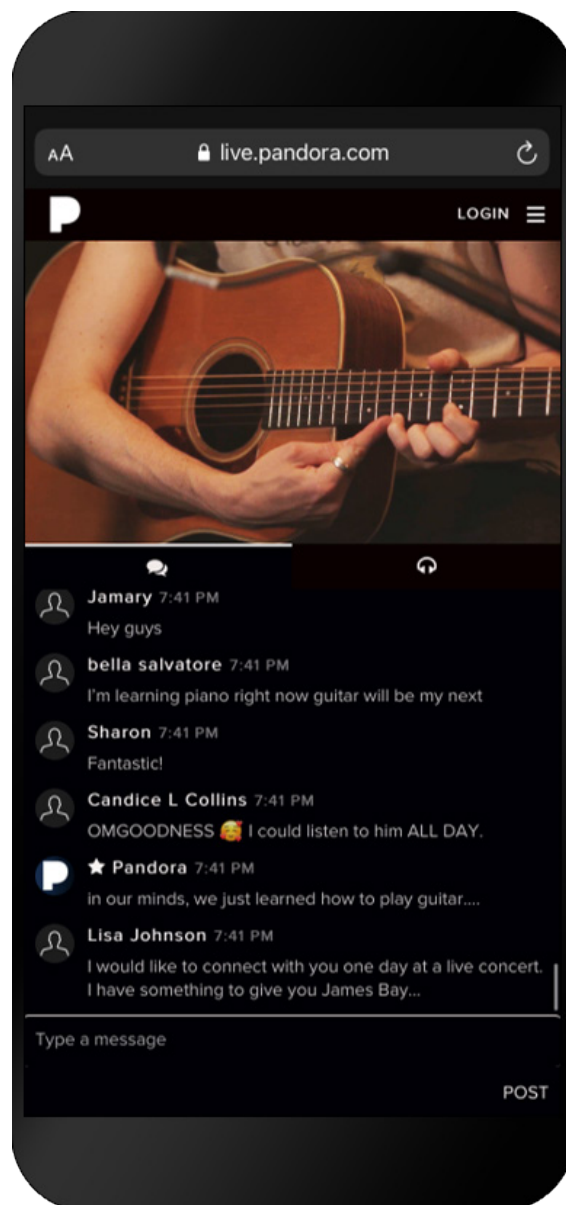 AA live.pandora.com
LOGIN
Jamary 7:41 PM
Hey guys
bella salvatore 7:41 PM
I'm learning piano right now guitar will be my next
Sharon 7:41 PM
Fantastic!
Candice L Collins 7:41 PM
OMGOODNESS 🥰 I could listen to him ALL DAY.
★ Pandora 7:41 PM
in our minds, we just learned how to play guitar....
Lisa Johnson 7:41 PM
I would like to connect with you one day at a live concert.
I have something to give you James Bay...
Type a message
POST